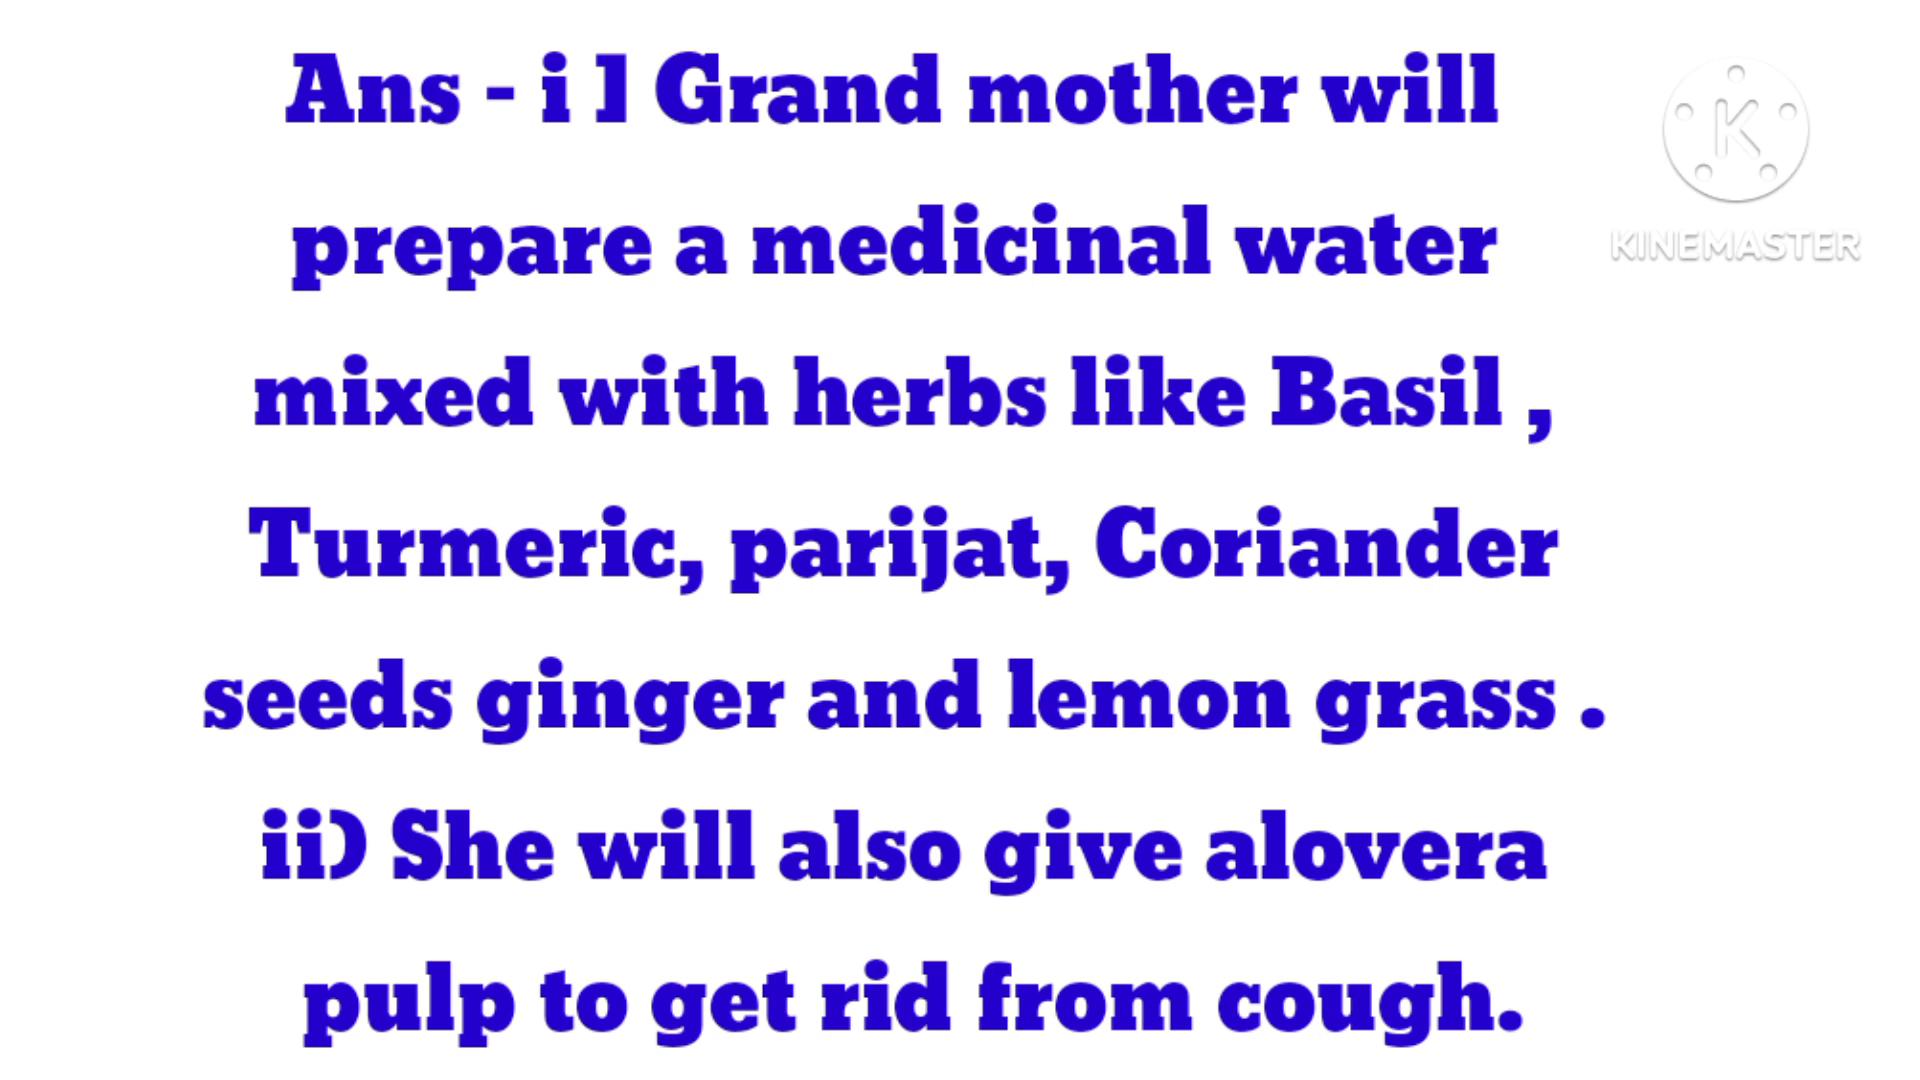 Ans - i ] Grand mother will
prepare a medicinal water
mixed with herbs like Basil ,
Turmeric, parijat, Coriander
seeds ginger and lemon grass .
ii) She will also give alovera
pulp to get rid from cough.
K
KINEMASTER